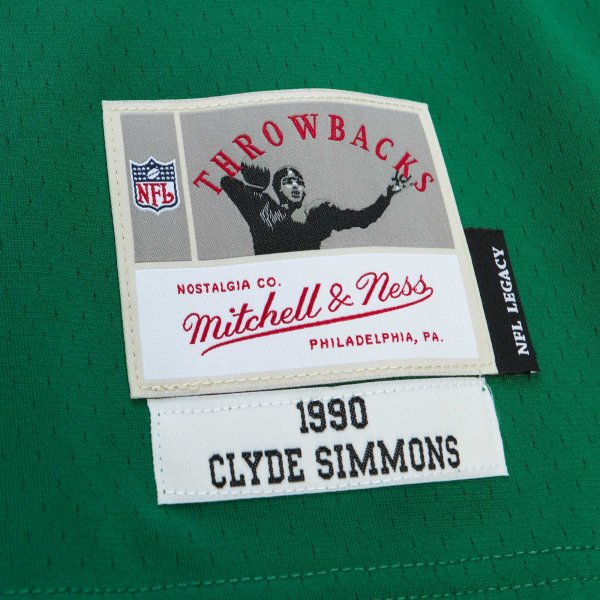 THROWBACKS
NFL
NOSTALGIA CO.
Mitchell & Ness
PHILADELPHIA, PA.
NFL LEGACY
1990
CLYDE SIMMONS